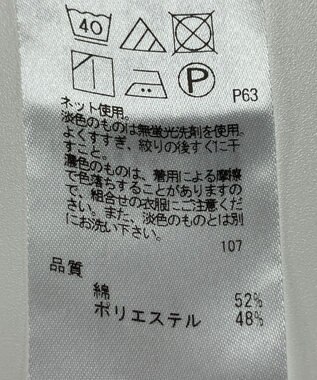 40
P
P63
ネット使用。
淡色のものは無蛍光洗剤を使用。
よくすすぎ、絞りの後すぐに干
すこと。
濃色のものは、着用による摩擦
で色落ちすることがありますの
で、組合せの衣服にご注意くだ
さい。また、淡色のものとは別
にお洗い下さい。
107
品質
綿 52%
ポリエステル 48%